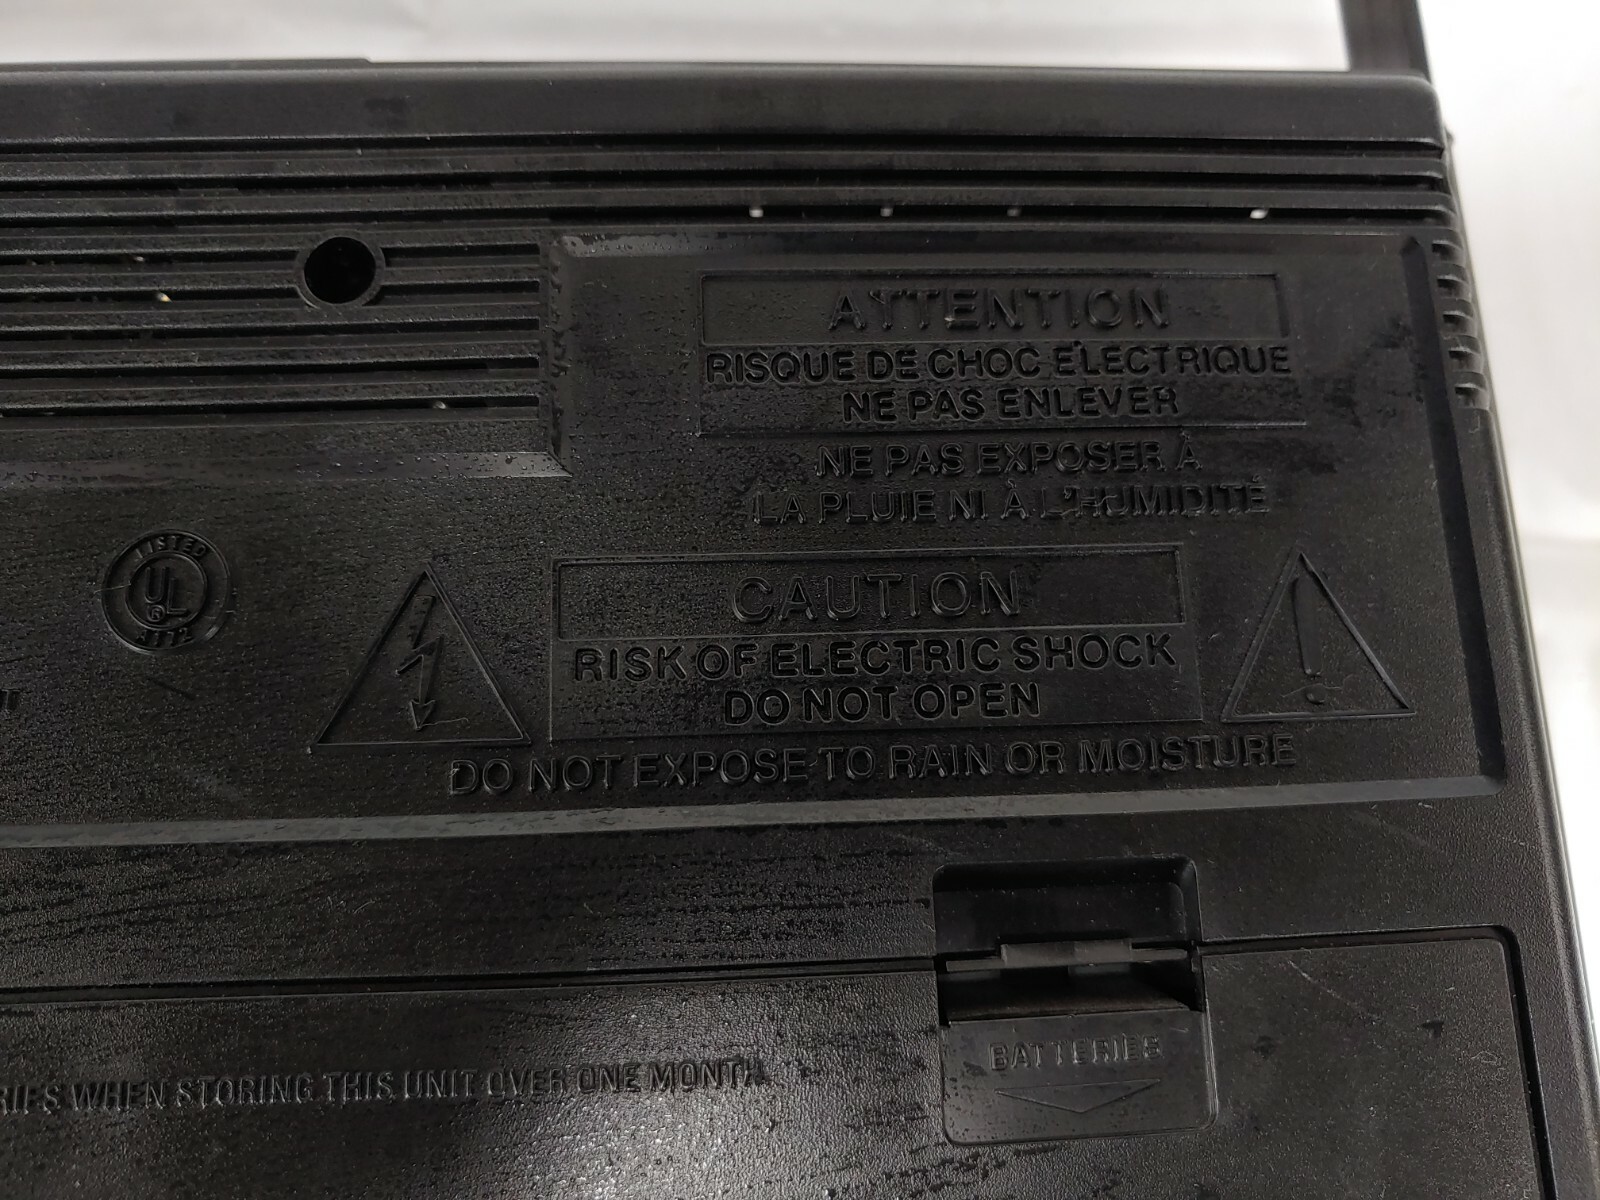 ATTENTION
RISQUE DE CHOC ELECTRIQUE
NE PAS ENLEVER
NE PAS EXPOSER À
LA PLUIE NI À L'HUMIDITÉ
LISTED
UL
®
CAUTION
RISK OF ELECTRIC SHOCK
DO NOT OPEN
DO NOT EXPOSE TO RAIN OR MOISTURE
BATTERIES
WHEN STORING THIS UNIT OVER ONE MONTH